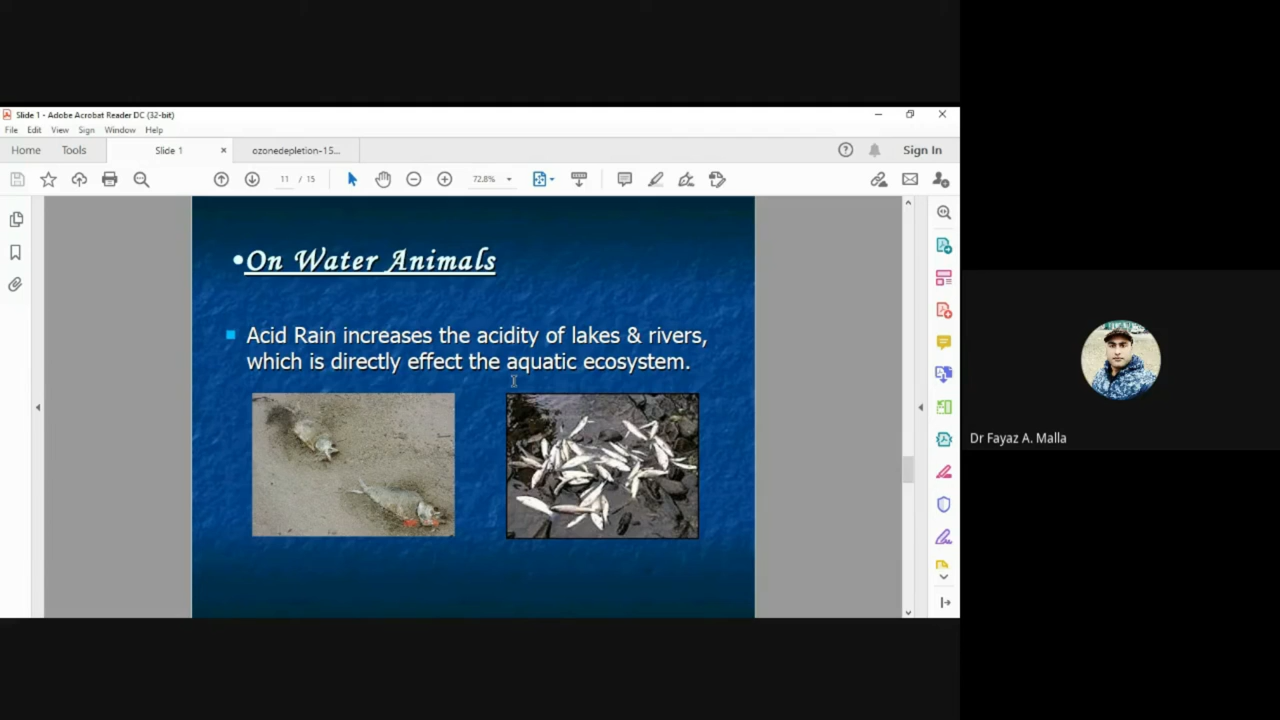 Slide 1 - Adobe Acrobat Reader DC (32-bit)
File Edit View Sign Window Help
Home Tools Slide 1 × ozonedepletion-15... Sign In
11 / 15 72.8%
•On Water Animals
Acid Rain increases the acidity of lakes & rivers,
which is directly effect the aquatic ecosystem.
Dr Fayaz A. Malla